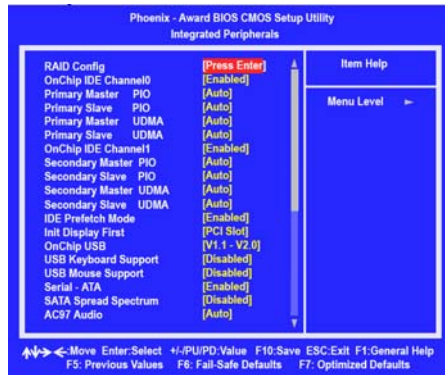 Phoenix - Award BIOS CMOS Setup Utility
Integrated Peripherals
RAID Config [Press Enter]
OnChip IDE Channel0 [Enabled]
Primary Master PIO [Auto]
Primary Slave PIO [Auto]
Primary Master UDMA [Auto]
Primary Slave UDMA [Auto]
OnChip IDE Channel1 [Enabled]
Secondary Master PIO [Auto]
Secondary Slave PIO [Auto]
Secondary Master UDMA [Auto]
Secondary Slave UDMA [Auto]
IDE Prefetch Mode [Enabled]
Init Display First [PCI Slot]
OnChip USB [V1.1 - V2.0]
USB Keyboard Support [Disabled]
USB Mouse Support [Disabled]
Serial - ATA [Enabled]
SATA Spread Spectrum [Disabled]
AC97 Audio [Auto]
Item Help
Menu Level ►
:Move Enter:Select +/-/PU/PD:Value F10:Save ESC:Exit F1:General Help
F5: Previous Values F6: Fail-Safe Defaults F7: Optimized Defaults